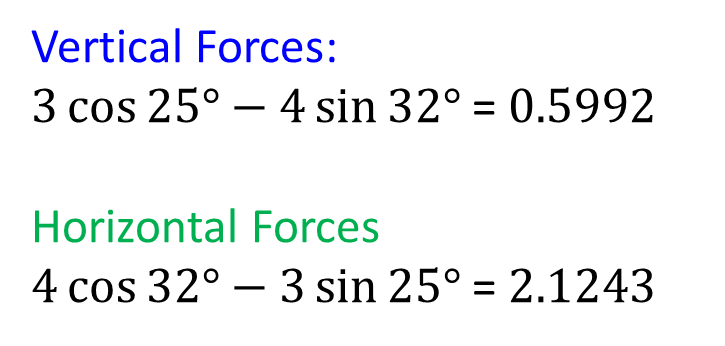 Vertical Forces:
3 cos 25° − 4 sin 32° = 0.5992
Horizontal Forces
4 cos 32° − 3 sin 25° = 2.1243